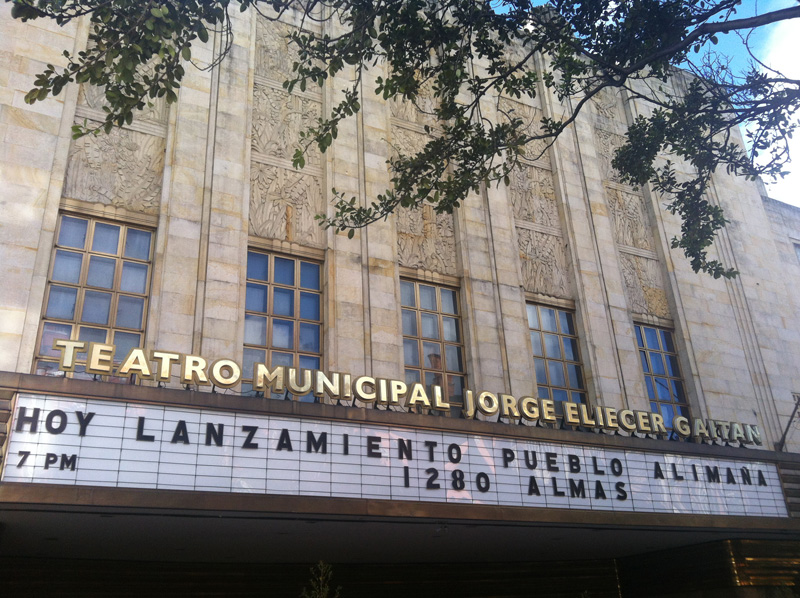 TEATRO MUNICIPAL JORGE ELIECER GAITAN
HOY LANZAMIENTO PUEBLO ALIMAÑA
7 PM 1280 ALMAS